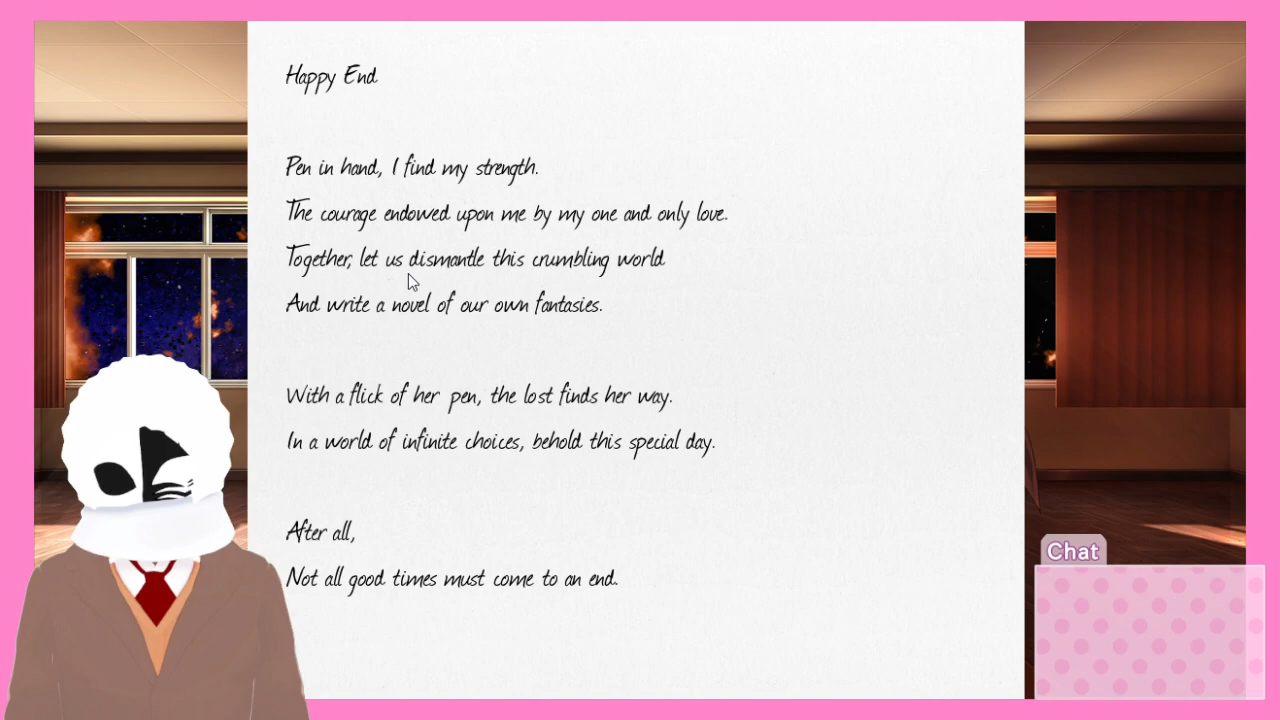 Happy End
Pen in hand, I find my strength.
The courage endowed upon me by my one and only love.
Together, let us dismantle this crumbling world
And write a novel of our own fantasies.
With a flick of her pen, the lost finds her way.
In a world of infinite choices, behold this special day.
After all,
Not all good times must come to an end.
Chat